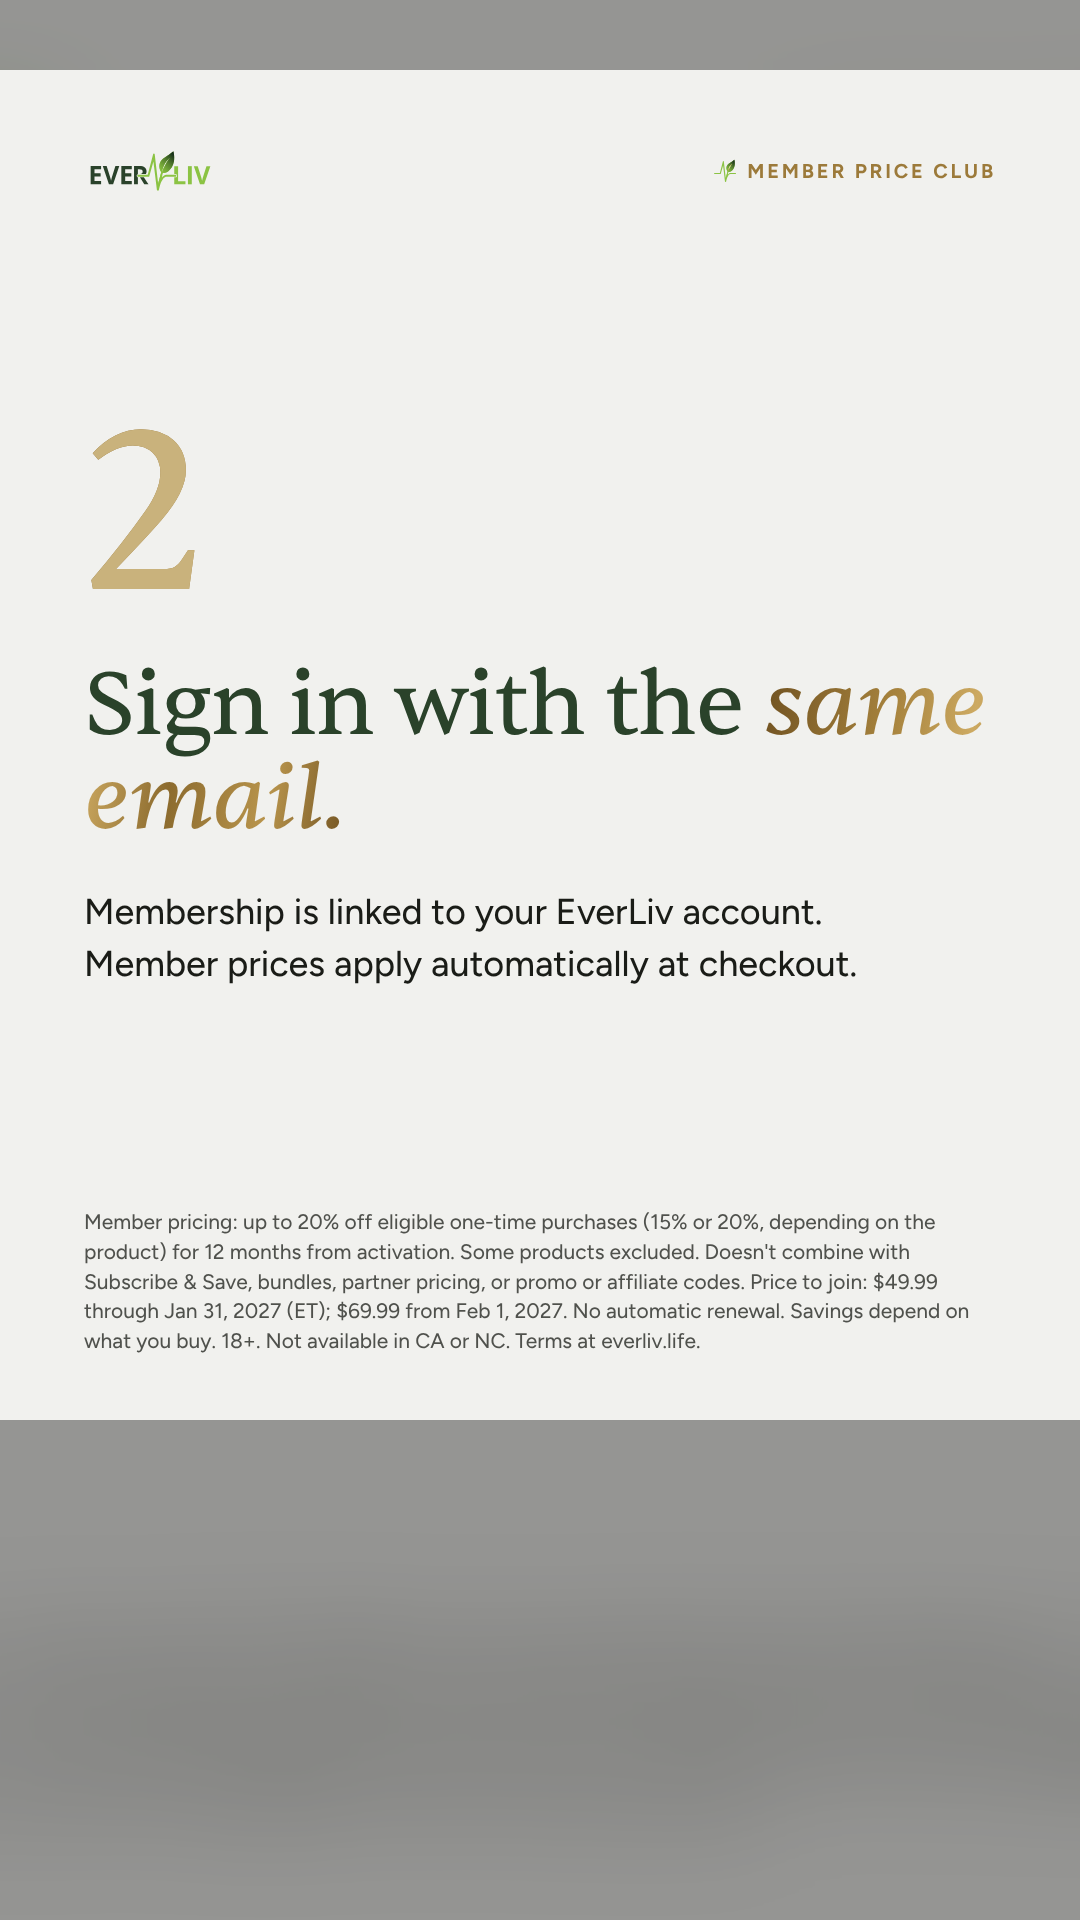 EVERLIV
MEMBER PRICE CLUB
2
Sign in with the same
email.
Membership is linked to your EverLiv account.
Member prices apply automatically at checkout.
Member pricing: up to 20% off eligible one-time purchases (15% or 20%, depending on the
product) for 12 months from activation. Some products excluded. Doesn't combine with
Subscribe & Save, bundles, partner pricing, or promo or affiliate codes. Price to join: $49.99
through Jan 31, 2027 (ET); $69.99 from Feb 1, 2027. No automatic renewal. Savings depend on
what you buy. 18+. Not available in CA or NC. Terms at everliv.life.